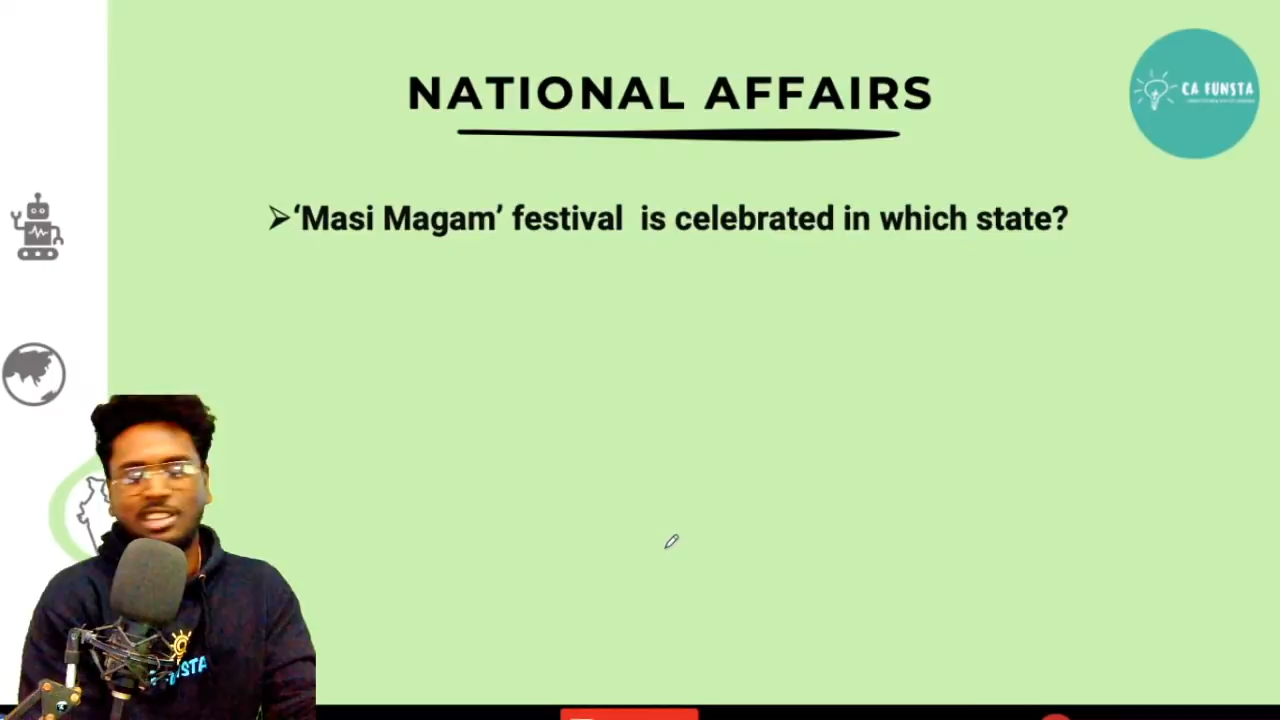 NATIONAL AFFAIRS
CA FUNSTA
➢‘Masi Magam’ festival  is celebrated in which state?